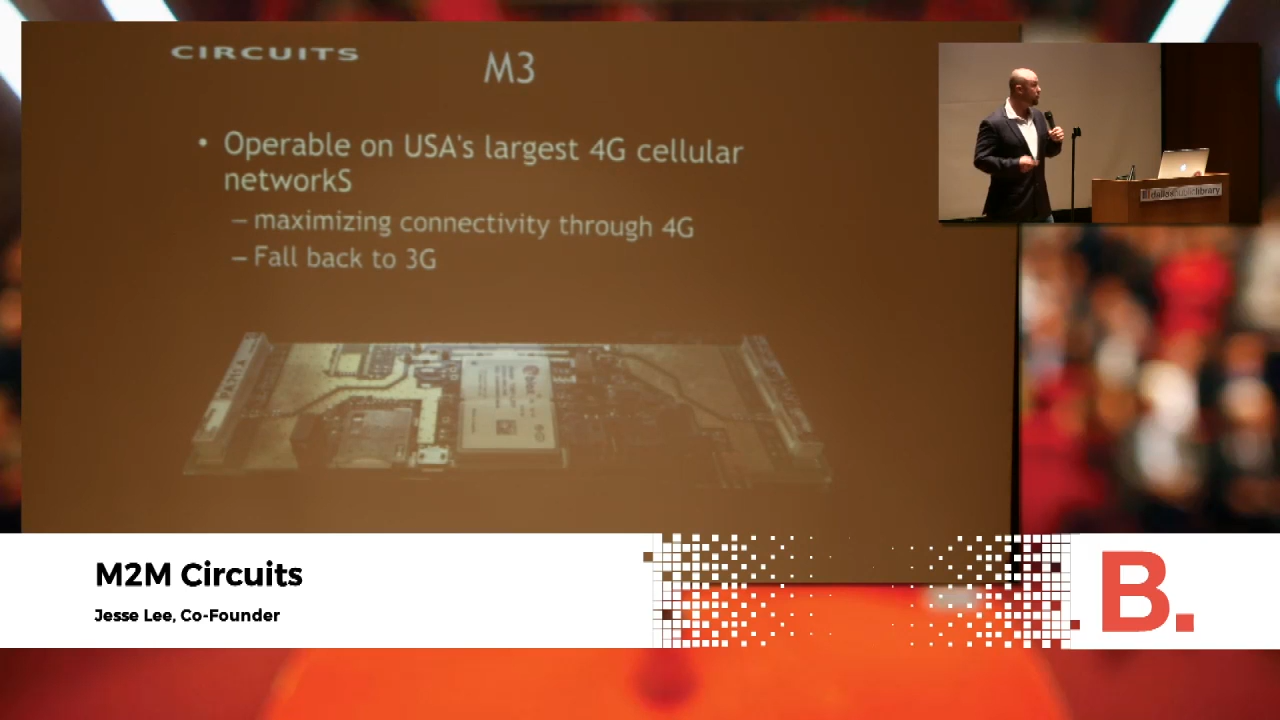 CIRCUITS
M3
• Operable on USA's largest 4G cellular
networkS
– maximizing connectivity through 4G
– Fall back to 3G
dallaspubliclibrary
M2M Circuits
Jesse Lee, Co-Founder
B.